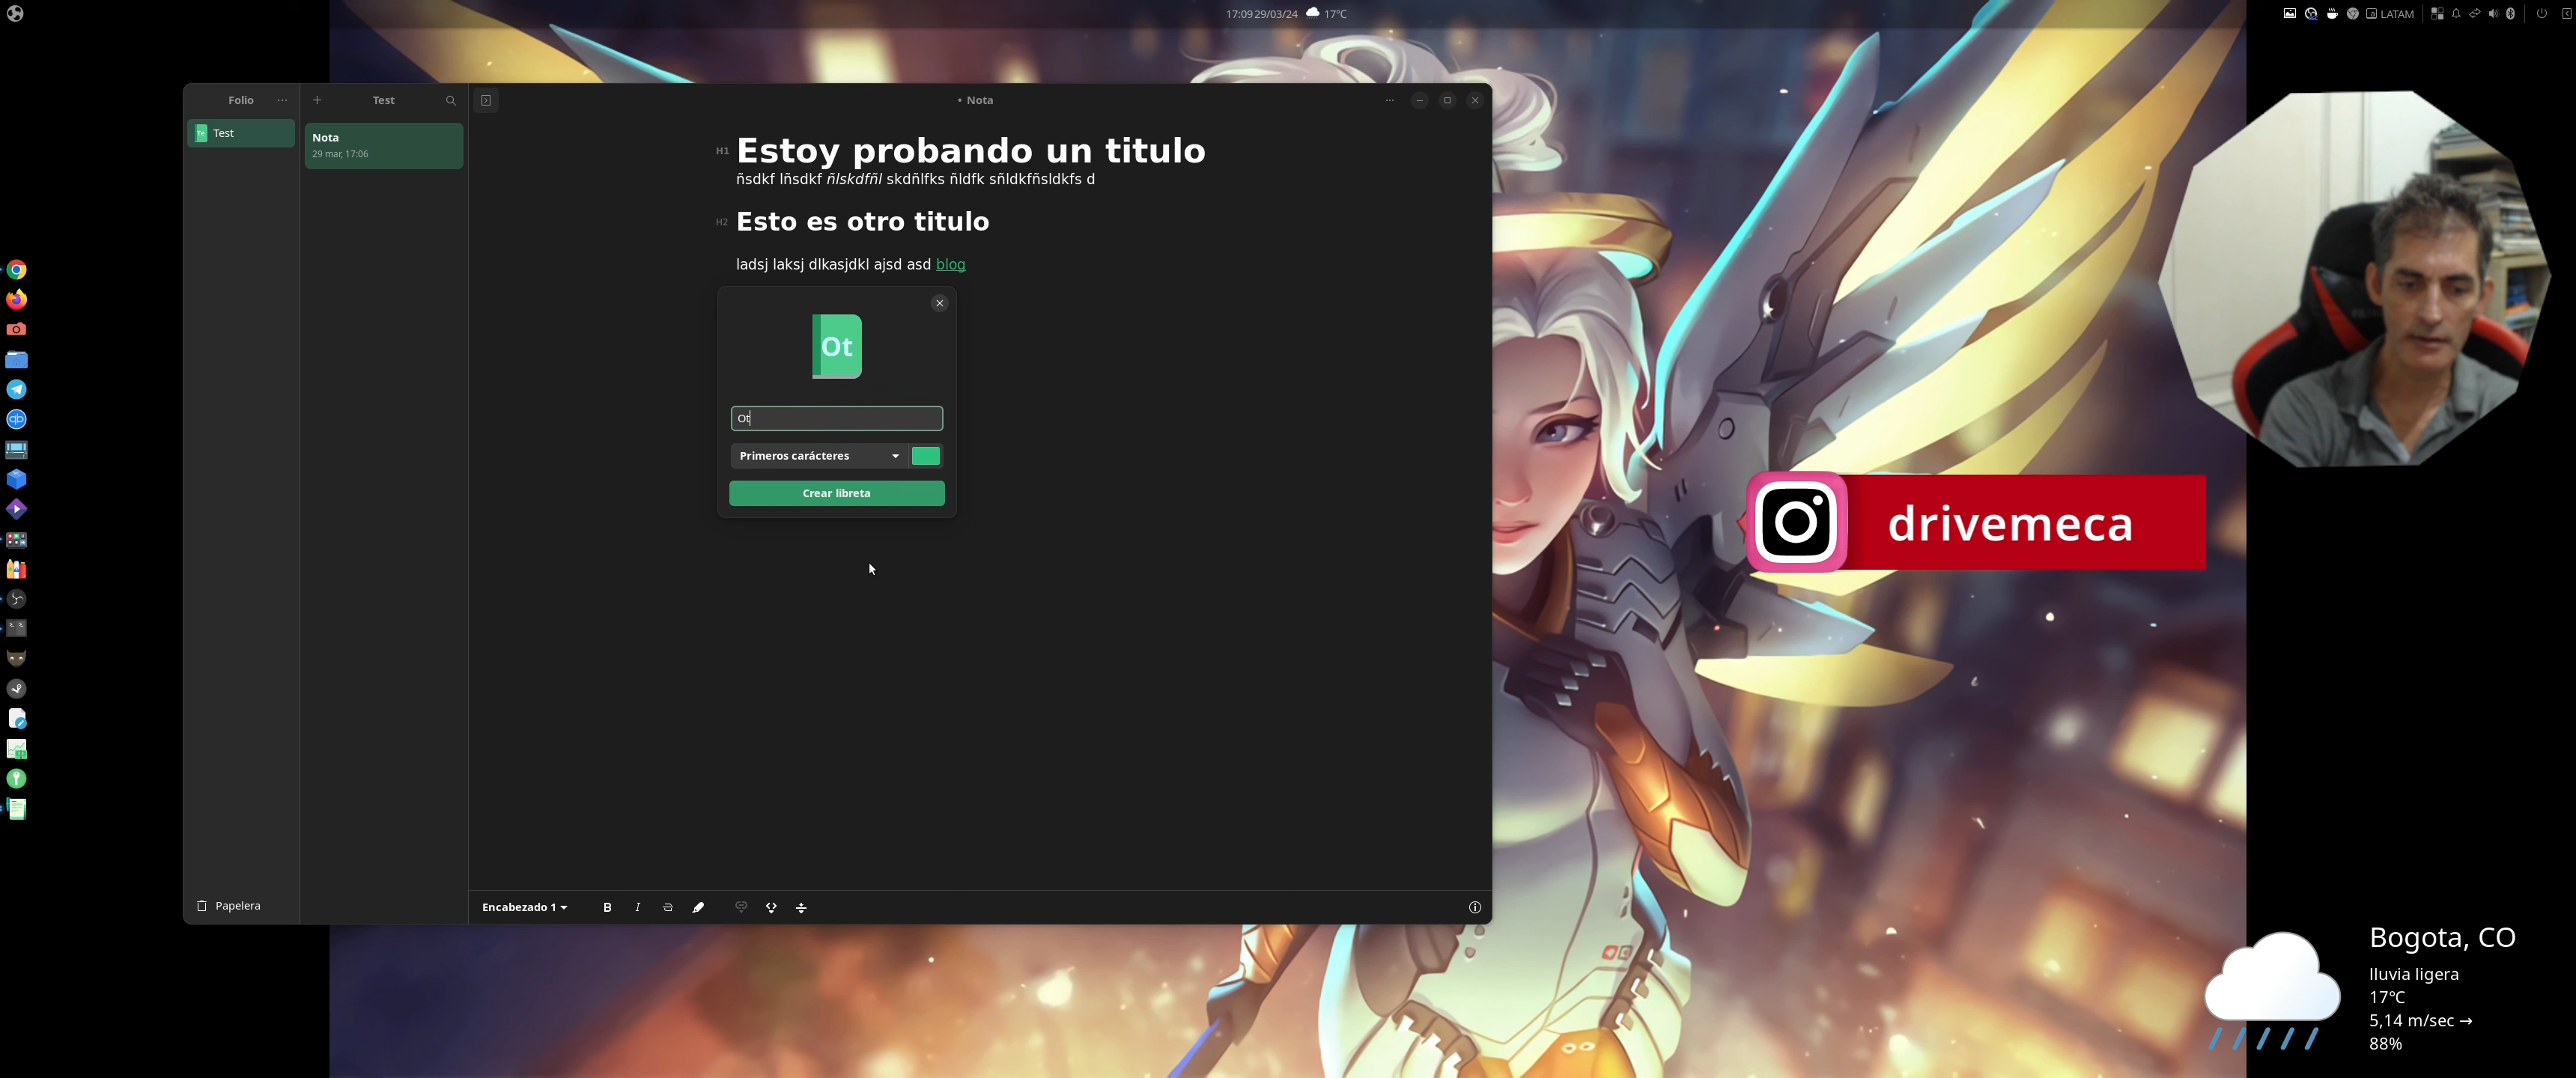 17:09 29/03/24 17°C
LATAM
Folio
Test
Nota
Te Test
Nota
29 mar, 17:06
H1 Estoy probando un titulo
ñsdkf lñsdkf ñlskdfñl skdñlfks ñldfk sñldkfñsldkfs d
H2 Esto es otro titulo
ladsj laksj dlkasjdkl ajsd asd blog
Ot
Ot
Primeros carácteres
Crear libreta
drivemeca
Papelera
Encabezado 1
B I
Bogota, CO
lluvia ligera
17°C
5,14 m/sec →
88%